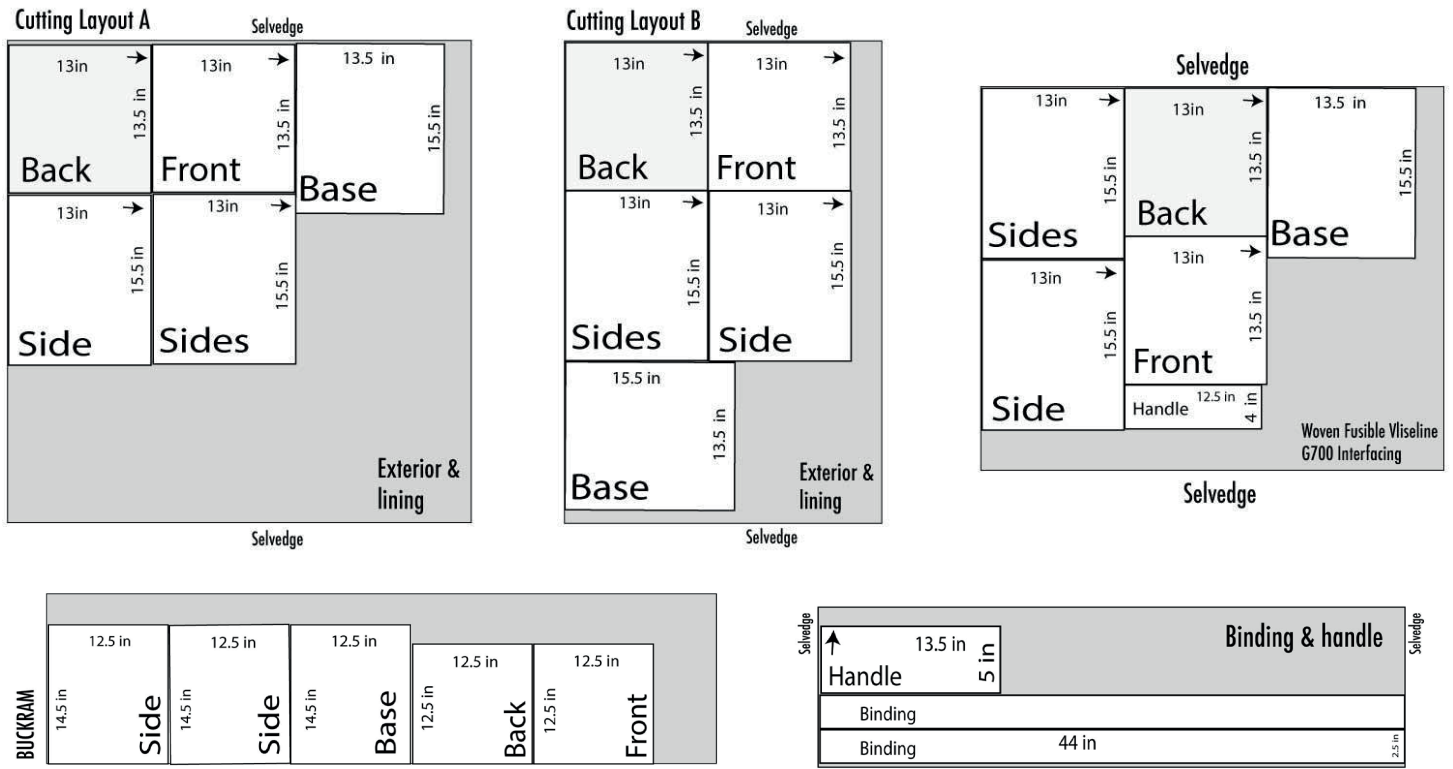 Cutting Layout A
Selvedge
13in
13.5 in
Back
13in
13.5 in
Front
13.5 in
15.5 in
Base
13in
15.5 in
Side
13in
15.5 in
Sides
Exterior &
lining
Selvedge
Cutting Layout B
Selvedge
13in
13.5 in
Back
13in
13.5 in
Front
13in
15.5 in
Sides
13in
15.5 in
Side
15.5 in
13.5 in
Base
Exterior &
lining
Selvedge
Selvedge
13in
15.5 in
Sides
13in
13.5 in
Back
13.5 in
15.5 in
Base
13in
15.5 in
Side
13in
13.5 in
Front
Handle
12.5 in
4 in
Woven Fusible Vliseline
G700 Interfacing
Selvedge
BUCKRAM
12.5 in
14.5 in
Side
12.5 in
14.5 in
Side
12.5 in
14.5 in
Base
12.5 in
12.5 in
Back
12.5 in
12.5 in
Front
Selvedge
13.5 in
5 in
Handle
Binding & handle
Selvedge
Binding
Binding
44 in
2.5 in